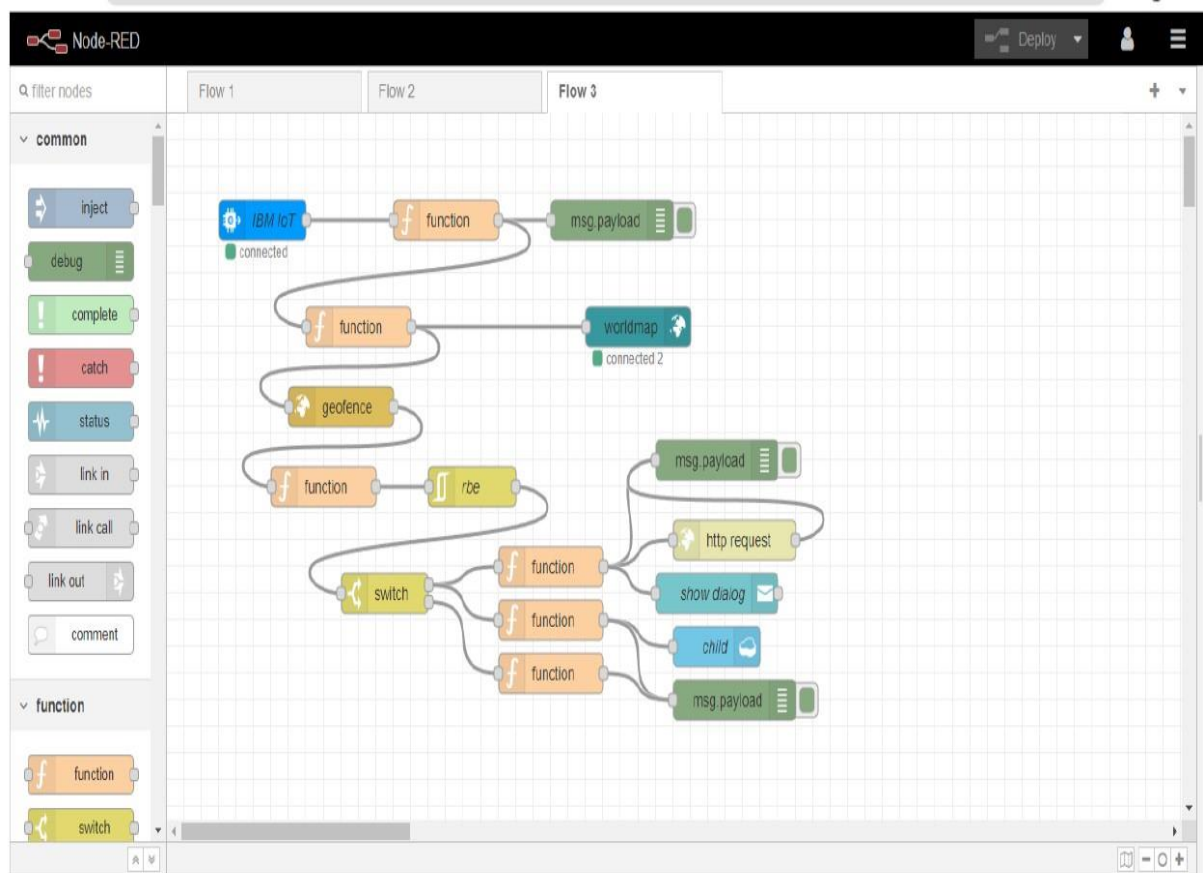 Node-RED
Deploy
filter nodes
Flow 1
Flow 2
Flow 3
common
inject
debug
complete
catch
status
link in
link call
link out
comment
function
function
switch
IBM IoT
connected
function
msg.payload
function
worldmap
connected 2
geofence
function
rbe
msg.payload
http request
function
switch
show dialog
function
child
function
msg.payload